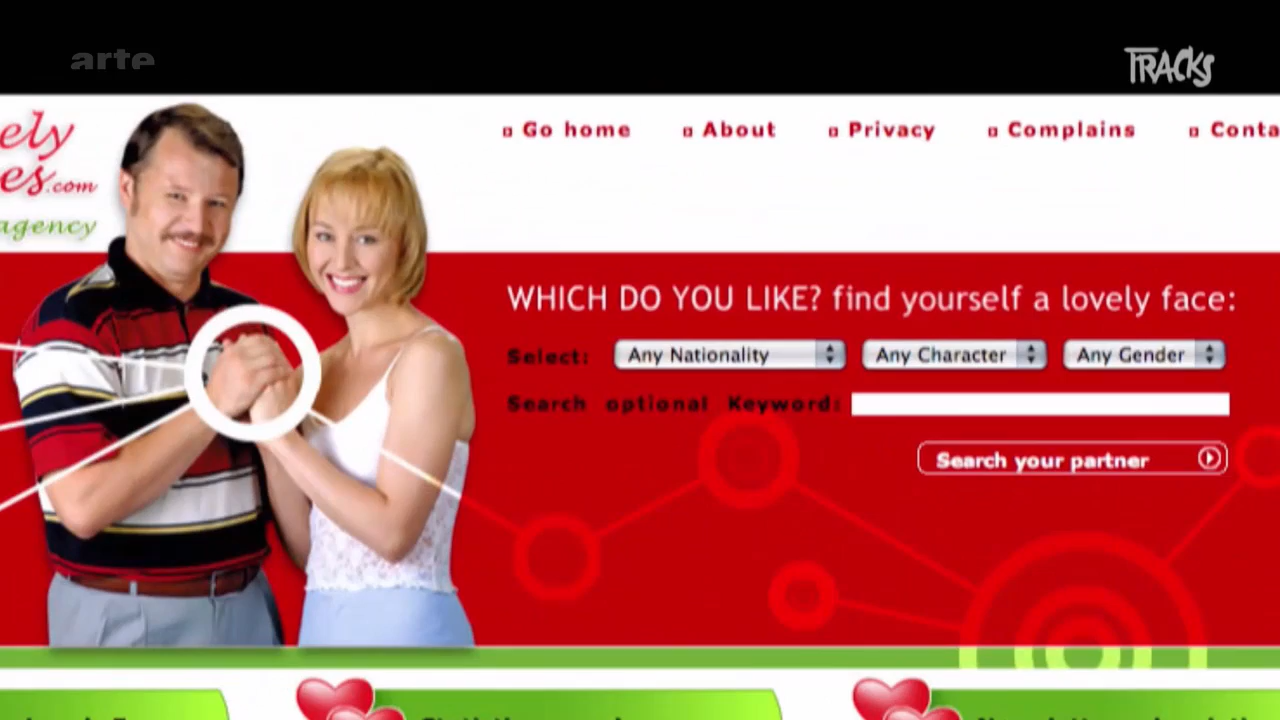 arte
TRACKS
ely
es.com
agency
Go home About Privacy Complains Conta
WHICH DO YOU LIKE? find yourself a lovely face:
Select: Any Nationality Any Character Any Gender
Search optional Keyword:
Search your partner